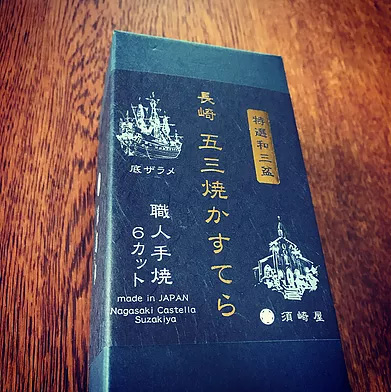 特選和三盆
長崎
五三焼かすてら
底ザラメ
職人手焼
6カット
made in JAPAN
Nagasaki Castella
Suzakiya
須崎屋